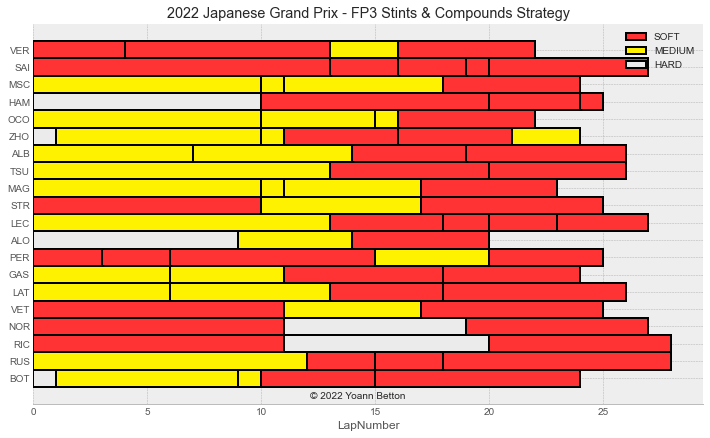 2022 Japanese Grand Prix - FP3 Stints & Compounds Strategy
SOFT
MEDIUM
HARD
VER
SAI
MSC
HAM
OCO
ZHO
ALB
TSU
MAG
STR
LEC
ALO
PER
GAS
LAT
VET
NOR
RIC
RUS
BOT
© 2022 Yoann Betton
0 5 10 15 20 25
LapNumber